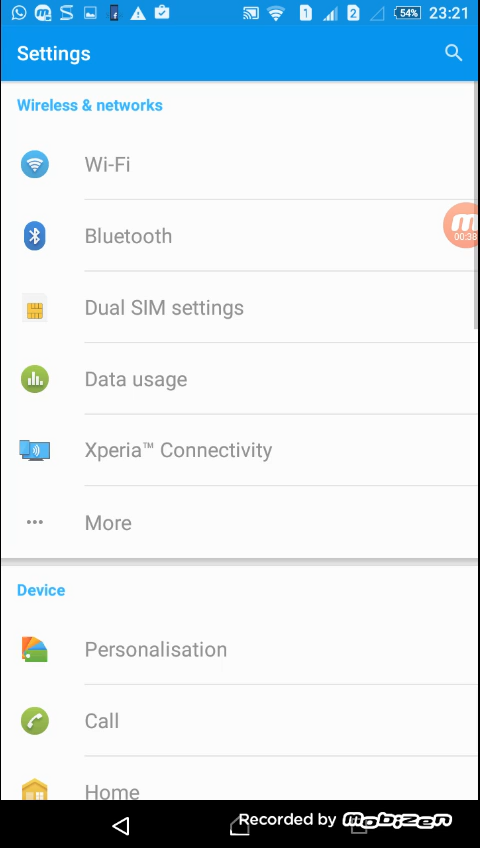 1 2 54% 23:21
Settings
Wireless & networks
Wi-Fi
00:38
Bluetooth
Dual SIM settings
Data usage
Xperia™ Connectivity
More
Device
Personalisation
Call
Home
Recorded by Mobizen